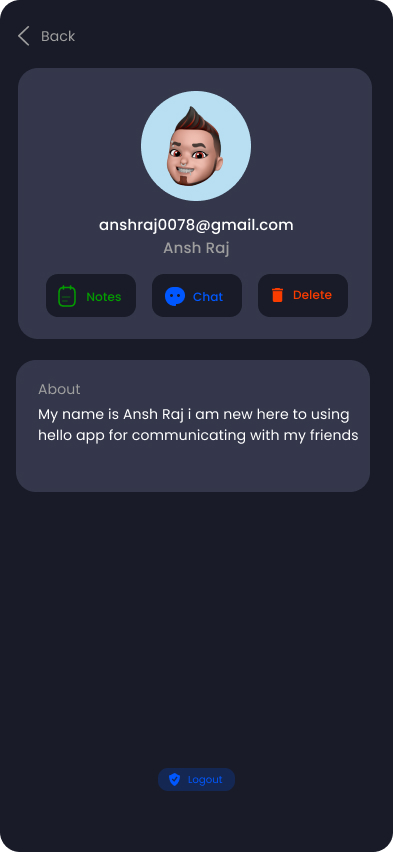 Back
anshraj0078@gmail.com
Ansh Raj
Notes
Chat
Delete
About
My name is Ansh Raj i am new here to using
hello app for communicating with my friends
Logout